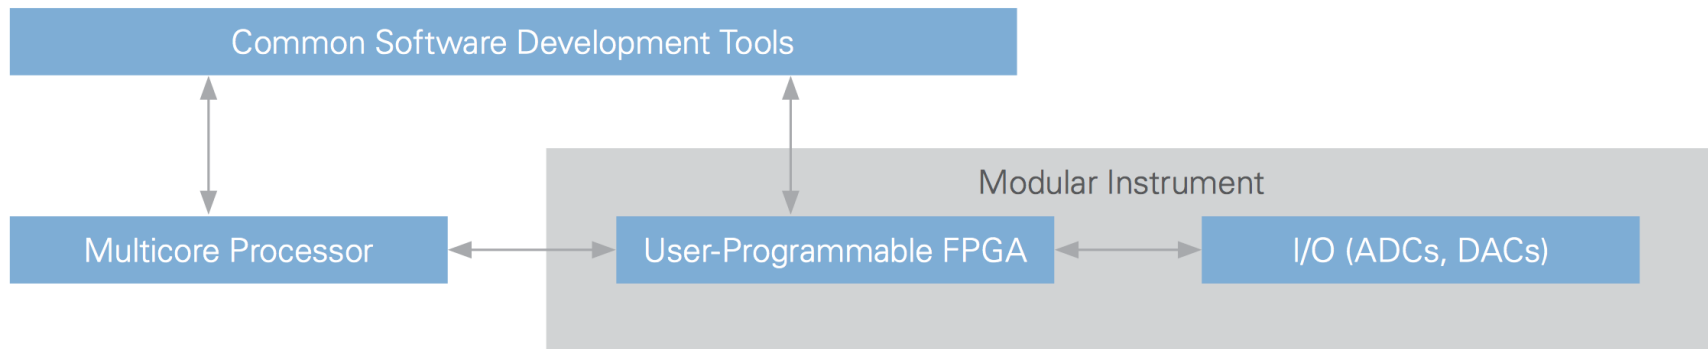 Common Software Development Tools
Modular Instrument
Multicore Processor
User-Programmable FPGA
I/O (ADCs, DACs)